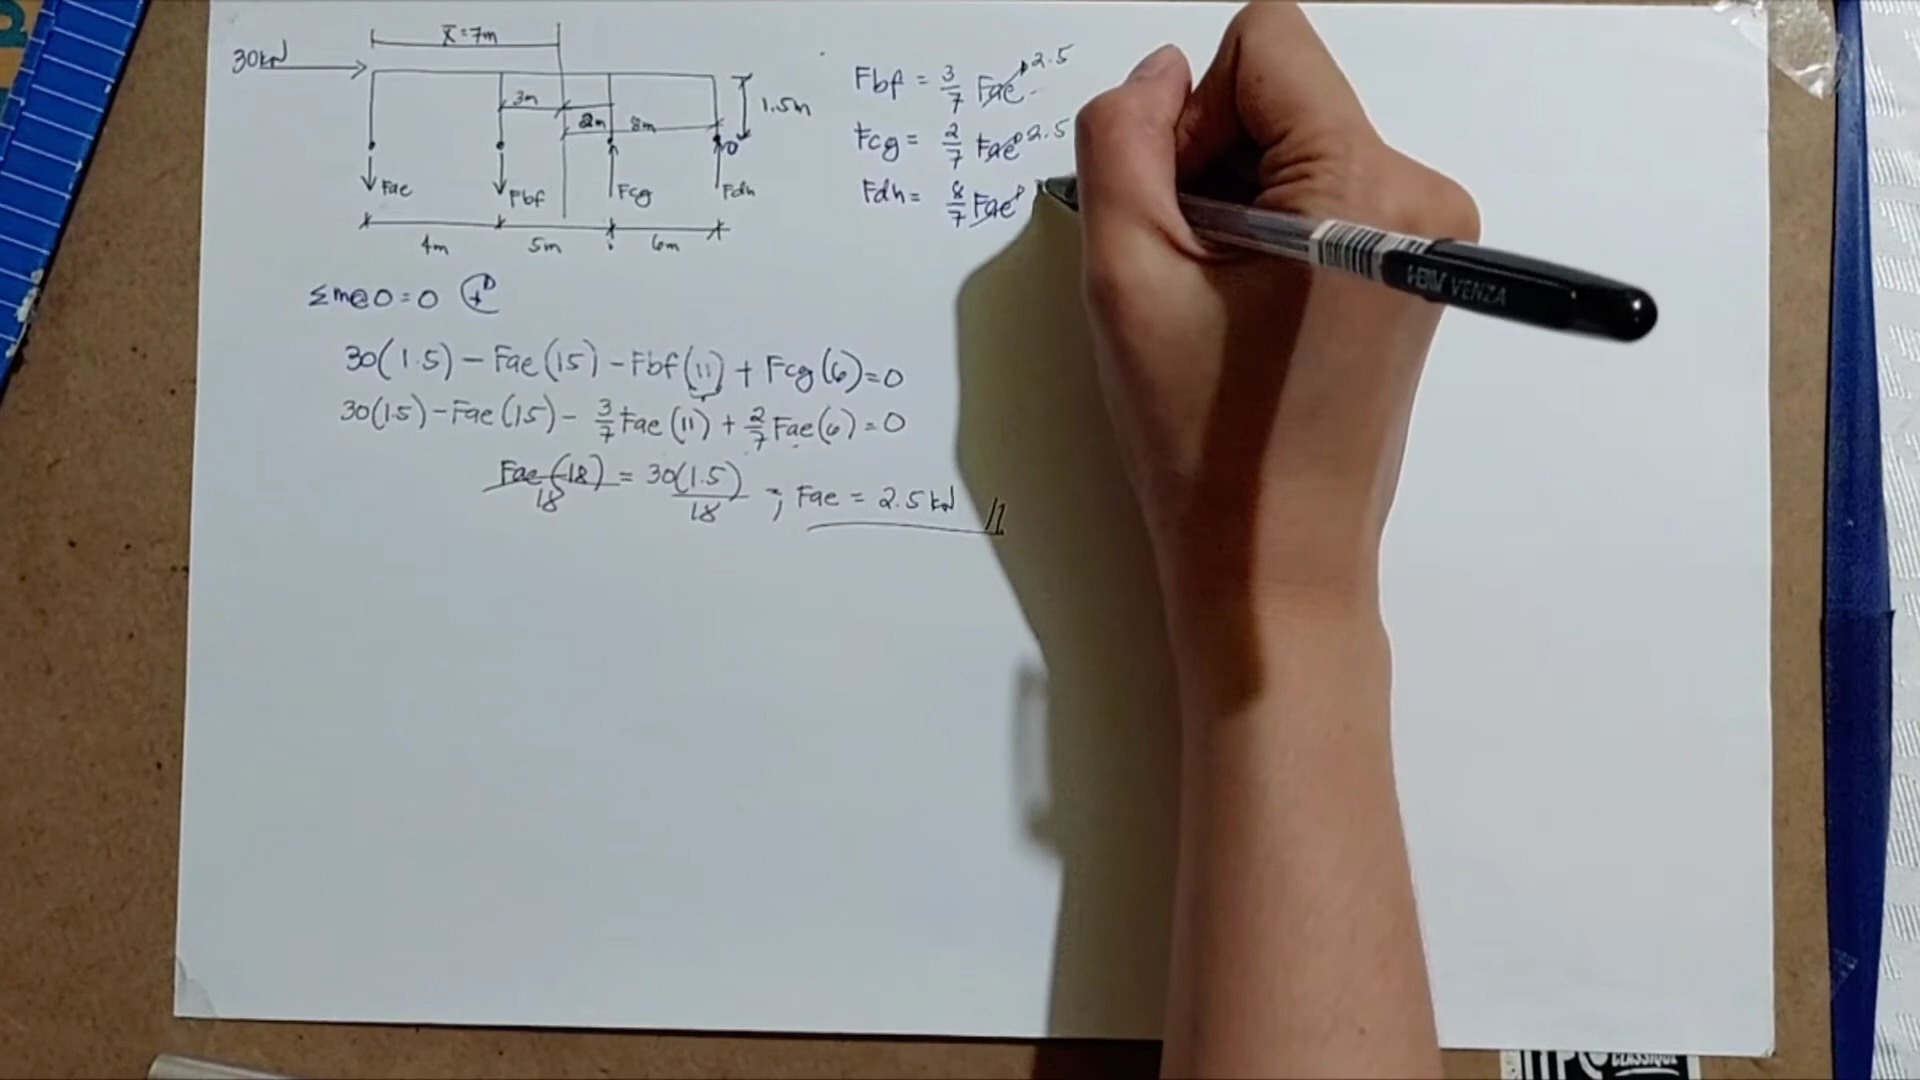 x̄ = 7m
30kN
3m
2m 8m
1.5m
O
Fae Fbf Fcg Fdh
4m 5m 6m
Fbf = 3/7 Fae 2.5
Fcg = 2/7 Fae 2.5
Fdh = 8/7 Fae
Σm@O = 0 +
30(1.5) - Fae(15) - Fbf(11) + Fcg(6) = 0
30(1.5) - Fae(15) - 3/7 Fae(11) + 2/7 Fae(6) = 0
Fae(18)/18 = 30(1.5)/18 ; Fae = 2.5 kN //
HBW VENZA
CLASSIQUE